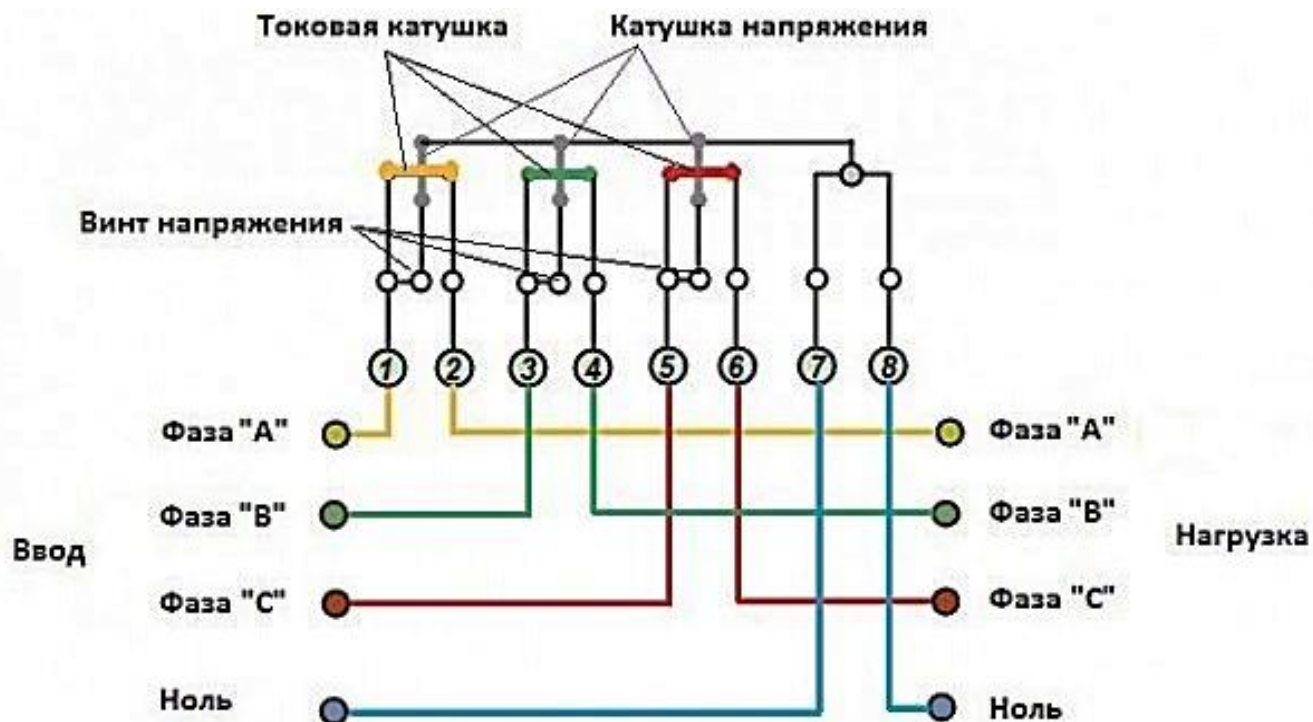 Токовая катушка
Катушка напряжения
Винт напряжения
1 2 3 4 5 6 7 8
Фаза "А"
Фаза "А"
Фаза "В"
Фаза "В"
Ввод
Нагрузка
Фаза "С"
Фаза "С"
Ноль
Ноль